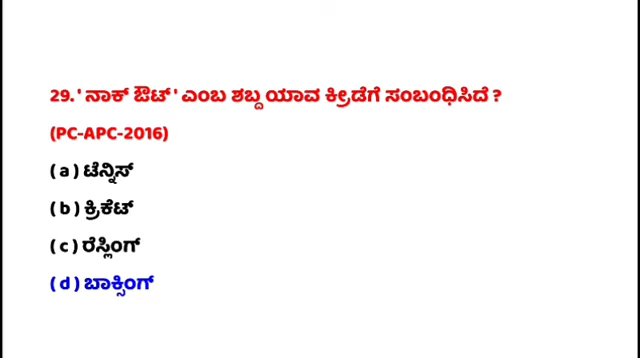 29. ' ನಾಕ್ ಔಟ್ ' ಎಂಬ ಶಬ್ದ ಯಾವ ಕ್ರೀಡೆಗೆ ಸಂಬಂಧಿಸಿದೆ ?
(PC-APC-2016)
( a ) ಟೆನ್ನಿಸ್
( b ) ಕ್ರಿಕೆಟ್
( c ) ರೆಸ್ಲಿಂಗ್
( d ) ಬಾಕ್ಸಿಂಗ್